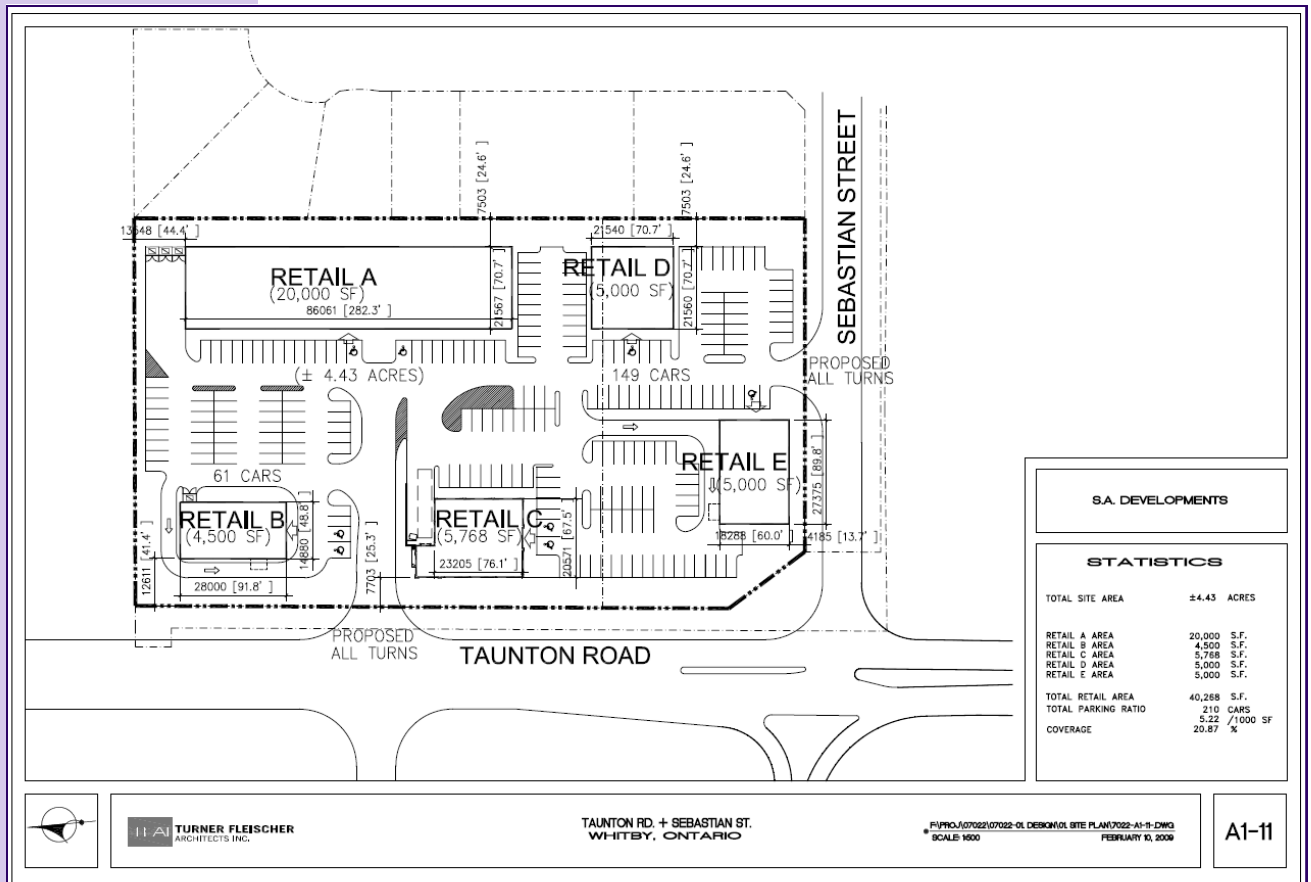 7503 [24.6' ]
7503 [24.6' ]
SEBASTIAN STREET
13548 [44.4' ]
21540 [70.7' ]
RETAIL A
(20,000 SF)
86061 [282.3' ]
21567 [70.7' ]
RETAIL D
(5,000 SF)
21560 [70.7' ]
(± 4.43 ACRES)
149 CARS
PROPOSED
ALL TURNS
61 CARS
RETAIL B
(4,500 SF)
14880 [48.8' ]
12611 [41.4' ]
28000 [91.8' ]
7703 [25.3' ]
RETAIL C
(5,768 SF)
23205 [76.1' ]
20571 [67.5' ]
RETAIL E
(5,000 SF)
27375 [89.8' ]
18288 [60.0' ]
4185 [13.7' ]
PROPOSED
ALL TURNS
TAUNTON ROAD
S.A. DEVELOPMENTS
STATISTICS
TOTAL SITE AREA ±4.43 ACRES
RETAIL A AREA 20,000 S.F.
RETAIL B AREA 4,500 S.F.
RETAIL C AREA 5,768 S.F.
RETAIL D AREA 5,000 S.F.
RETAIL E AREA 5,000 S.F.
TOTAL RETAIL AREA 40,268 S.F.
TOTAL PARKING RATIO 210 CARS
5.22 /1000 SF
COVERAGE 20.87 %
TURNER FLEISCHER
ARCHITECTS INC.
TAUNTON RD. + SEBASTIAN ST.
WHITBY, ONTARIO
F:\PROJ\07022\07022-01, DESIGN\01, SITE PLAN\7022-A1-11-.DWG
SCALE: 1:600 FEBRUARY 10, 2009
A1-11